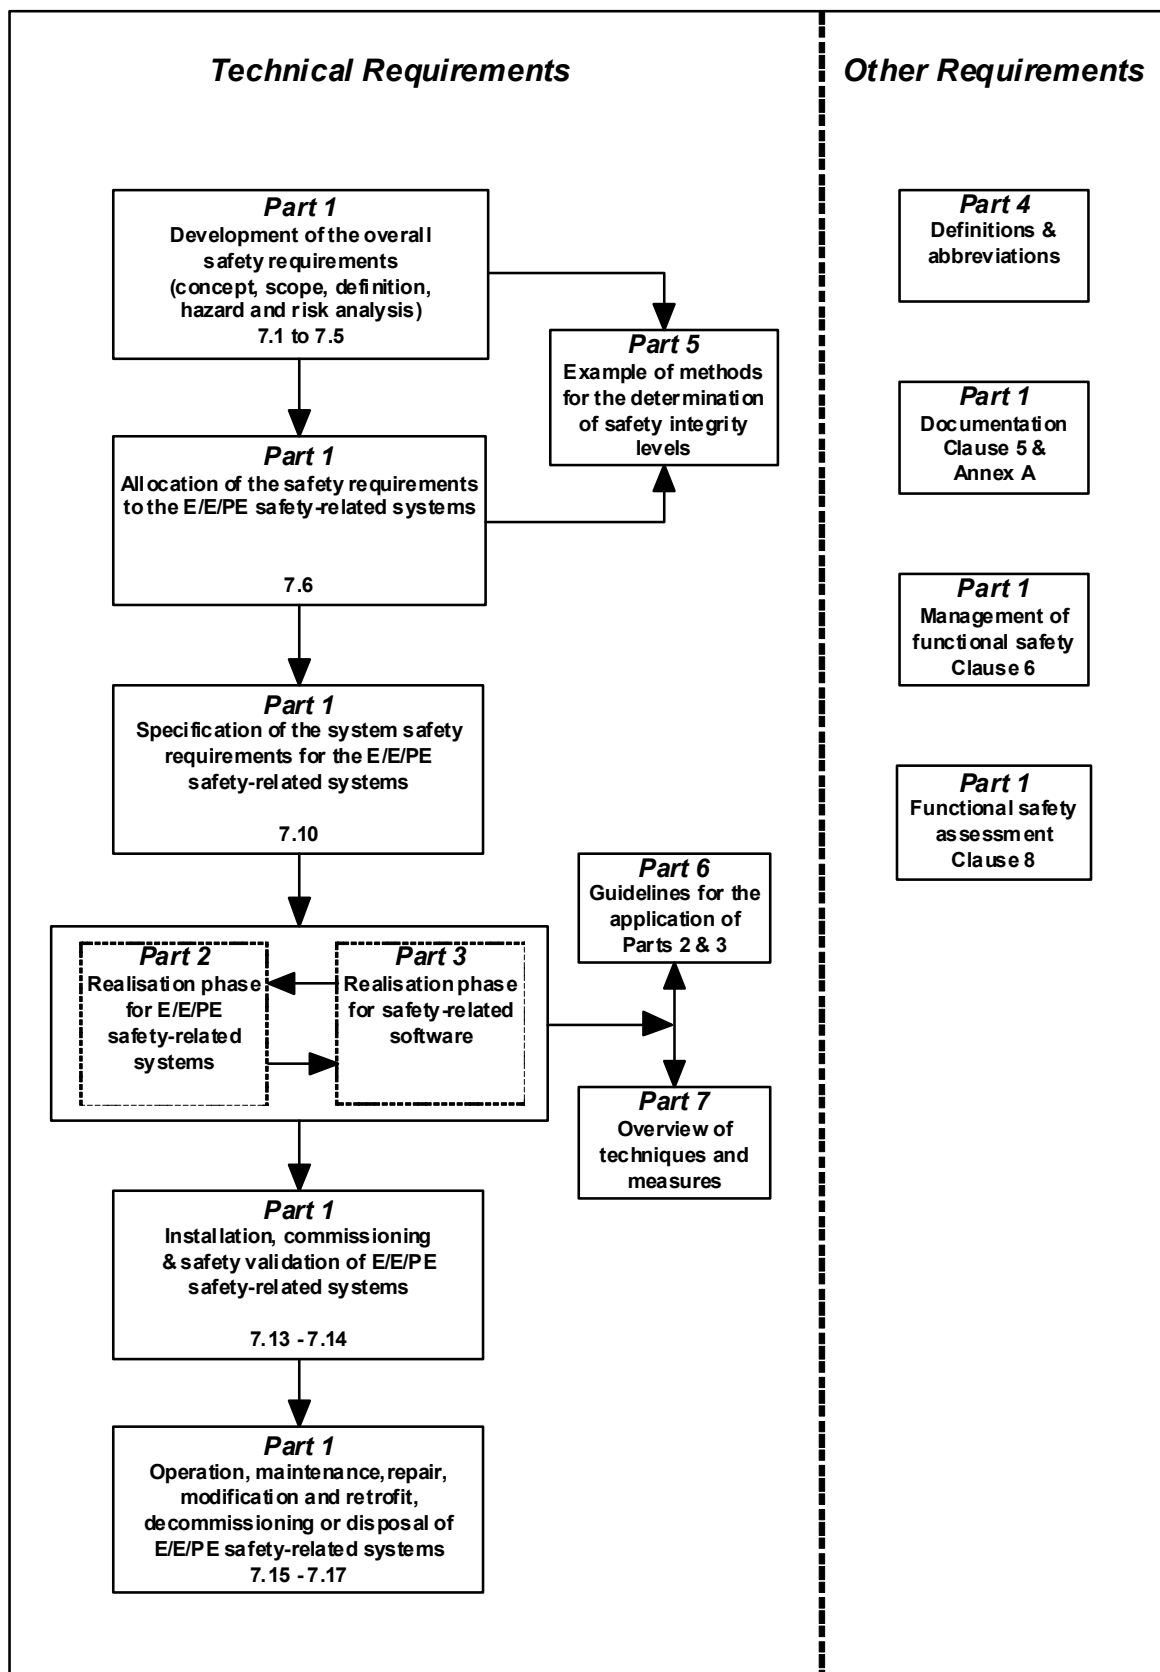 Technical Requirements
Other Requirements
Part 1
Development of the overall
safety requirements
(concept, scope, definition,
hazard and risk analysis)
7.1 to 7.5
Part 5
Example of methods
for the determination
of safety integrity
levels
Part 1
Allocation of the safety requirements
to the E/E/PE safety-related systems
7.6
Part 1
Specification of the system safety
requirements for the E/E/PE
safety-related systems
7.10
Part 2
Realisation phase
for E/E/PE
safety-related
systems
Part 3
Realisation phase
for safety-related
software
Part 6
Guidelines for the
application of
Parts 2 & 3
Part 7
Overview of
techniques and
measures
Part 1
Installation, commissioning
& safety validation of E/E/PE
safety-related systems
7.13 - 7.14
Part 1
Operation, maintenance, repair,
modification and retrofit,
decommissioning or disposal of
E/E/PE safety-related systems
7.15 - 7.17
Part 4
Definitions &
abbreviations
Part 1
Documentation
Clause 5 &
Annex A
Part 1
Management of
functional safety
Clause 6
Part 1
Functional safety
assessment
Clause 8